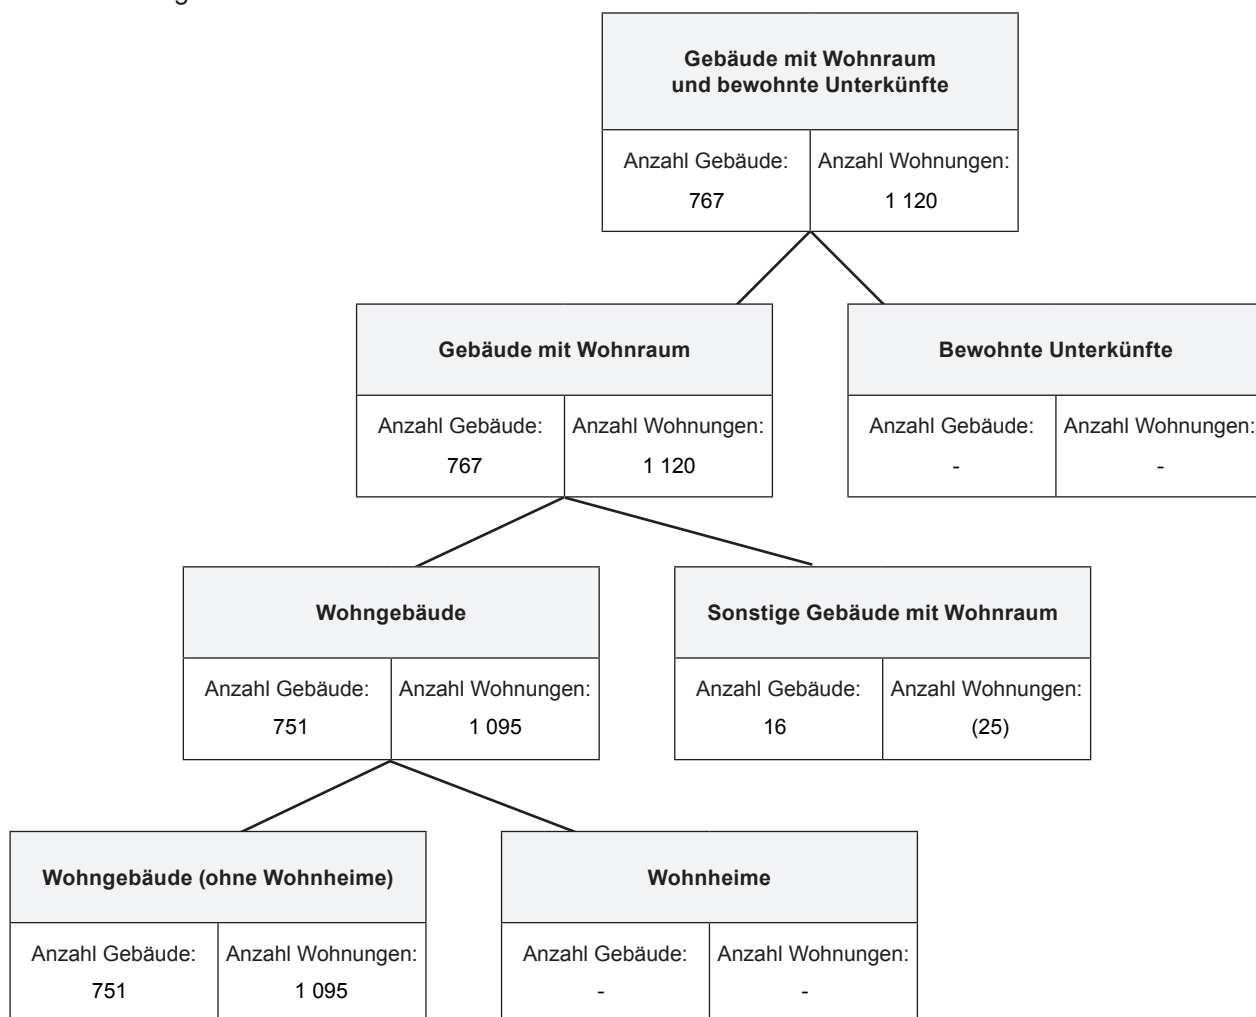 Gebäude mit Wohnraum
und bewohnte Unterkünfte
Anzahl Gebäude: Anzahl Wohnungen:
767 1 120
Gebäude mit Wohnraum
Anzahl Gebäude: Anzahl Wohnungen:
767 1 120
Bewohnte Unterkünfte
Anzahl Gebäude: Anzahl Wohnungen:
- -
Wohngebäude
Anzahl Gebäude: Anzahl Wohnungen:
751 1 095
Sonstige Gebäude mit Wohnraum
Anzahl Gebäude: Anzahl Wohnungen:
16 (25)
Wohngebäude (ohne Wohnheime)
Anzahl Gebäude: Anzahl Wohnungen:
751 1 095
Wohnheime
Anzahl Gebäude: Anzahl Wohnungen:
- -